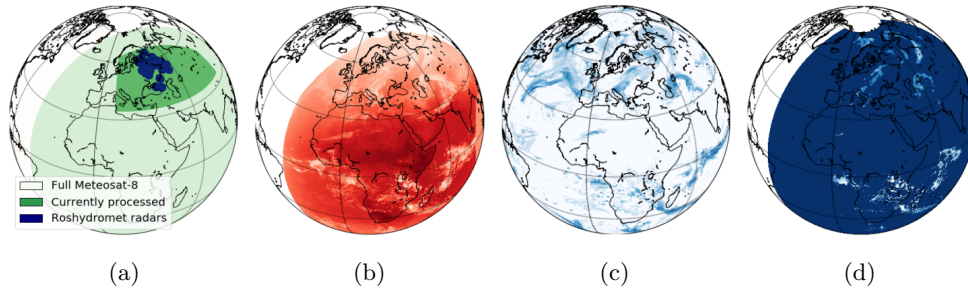 Full Meteosat-8
Currently processed
Roshydromet radars
(a)
(b)
(c)
(d)